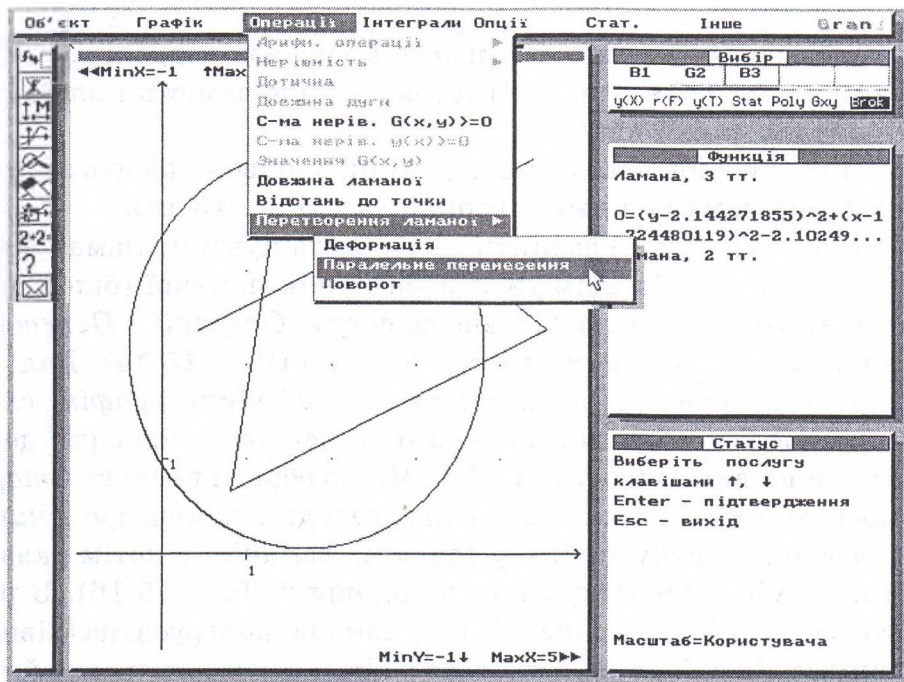 Об'єкт Графік Операції Інтеграли Опції Стат. Інше Gran1
◄◄MinX=-1 ↑Max
Арифм. операції
Нерівність
Дотична
Довжина дуги
С-ма нерів. G(x,y)>=0
С-ма нерів. y(x)>=0
Значення G(x,y)
Довжина ламаної
Відстань до точки
Перетворення ламаної
Деформація
Паралельне перенесення
Поворот
1
1
MinY=-1↓ MaxX=5►►
Вибір
B1 G2 B3
y(X) r(F) y(T) Stat Poly Gxy Brok
Функція
Ламана, 3 тт.
0=(y-2.144271855)^2+(x-1
724480119)^2-2.10249...
мана, 2 тт.
Статус
Виберіть послугу
клавішами ↑, ↓
Enter - підтвердження
Esc - вихід
Масштаб=Користувача